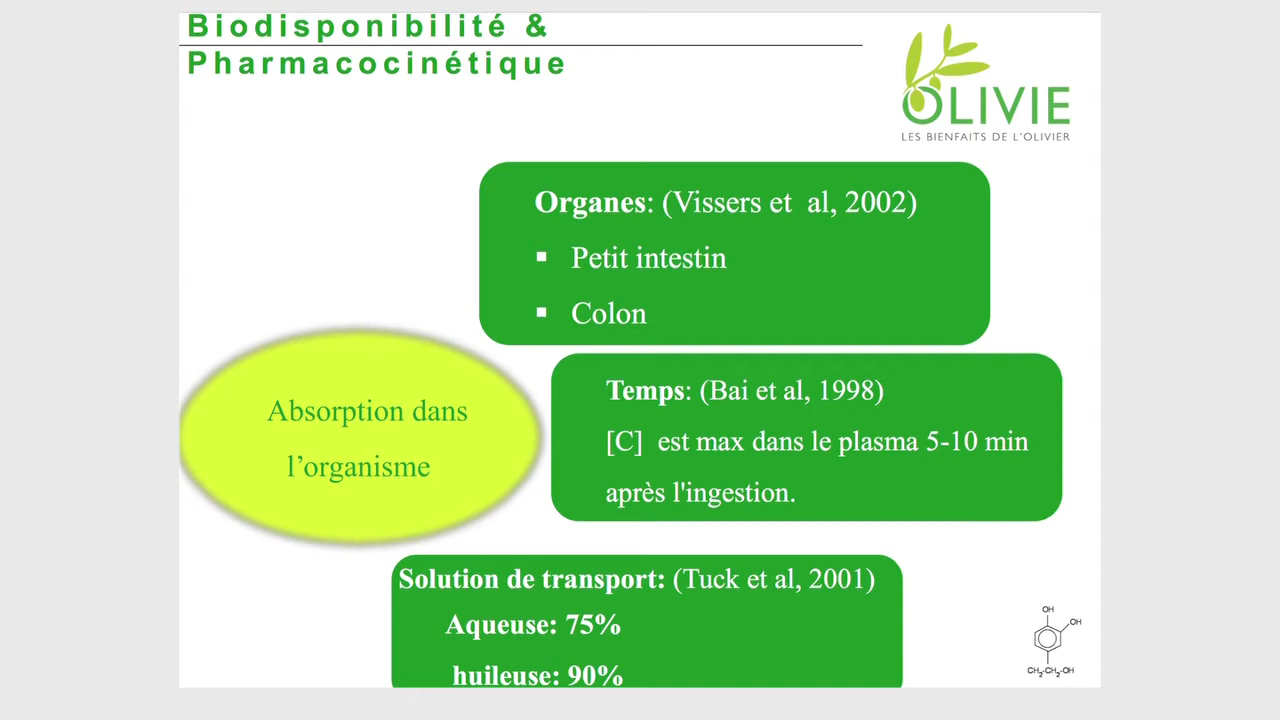 Biodisponibilité &
Pharmacocinétique
OLIVIE
LES BIENFAITS DE L'OLIVIER
Organes: (Vissers et al, 2002)
▪ Petit intestin
▪ Colon
Absorption dans
l’organisme
Temps: (Bai et al, 1998)
[C] est max dans le plasma 5-10 min
après l'ingestion.
Solution de transport: (Tuck et al, 2001)
Aqueuse: 75%
huileuse: 90%
OH
OH
CH2-CH2-OH